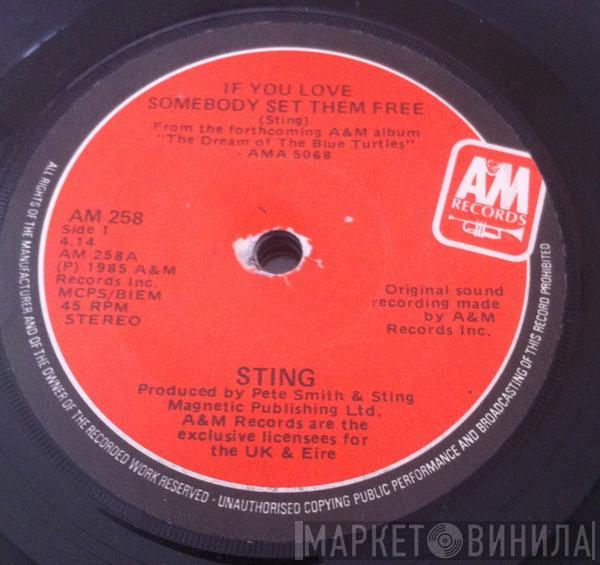 IF YOU LOVE
SOMEBODY SET THEM FREE
(Sting)
From the forthcoming A&M album
"The Dream of The Blue Turtles"
- AMA 5068
AM
RECORDS
AM 258
Side 1
4.14
AM 258A
(P) 1985 A&M
Records Inc.
MCPS/BIEM
45 RPM
STEREO
Original sound
recording made
by A&M
Records Inc.
STING
Produced by Pete Smith & Sting
Magnetic Publishing Ltd.
A&M Records are the
exclusive licensees for
the UK & Eire
ALL RIGHTS OF THE MANUFACTURER AND OF THE OWNER OF THE RECORDED WORK RESERVED - UNAUTHORISED COPYING PUBLIC PERFORMANCE AND BROADCASTING OF THIS RECORD PROHIBITED
МАРКЕТ ВИНИЛА